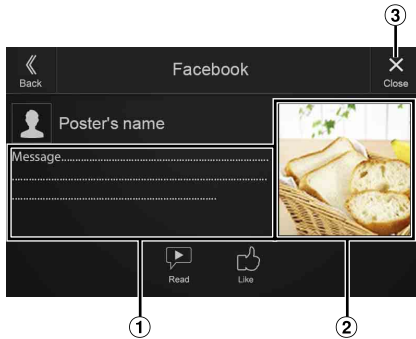 3
Back
Facebook
Close
Poster's name
Message.................................................................
................................................................................
................................................................
Read
Like
1
2